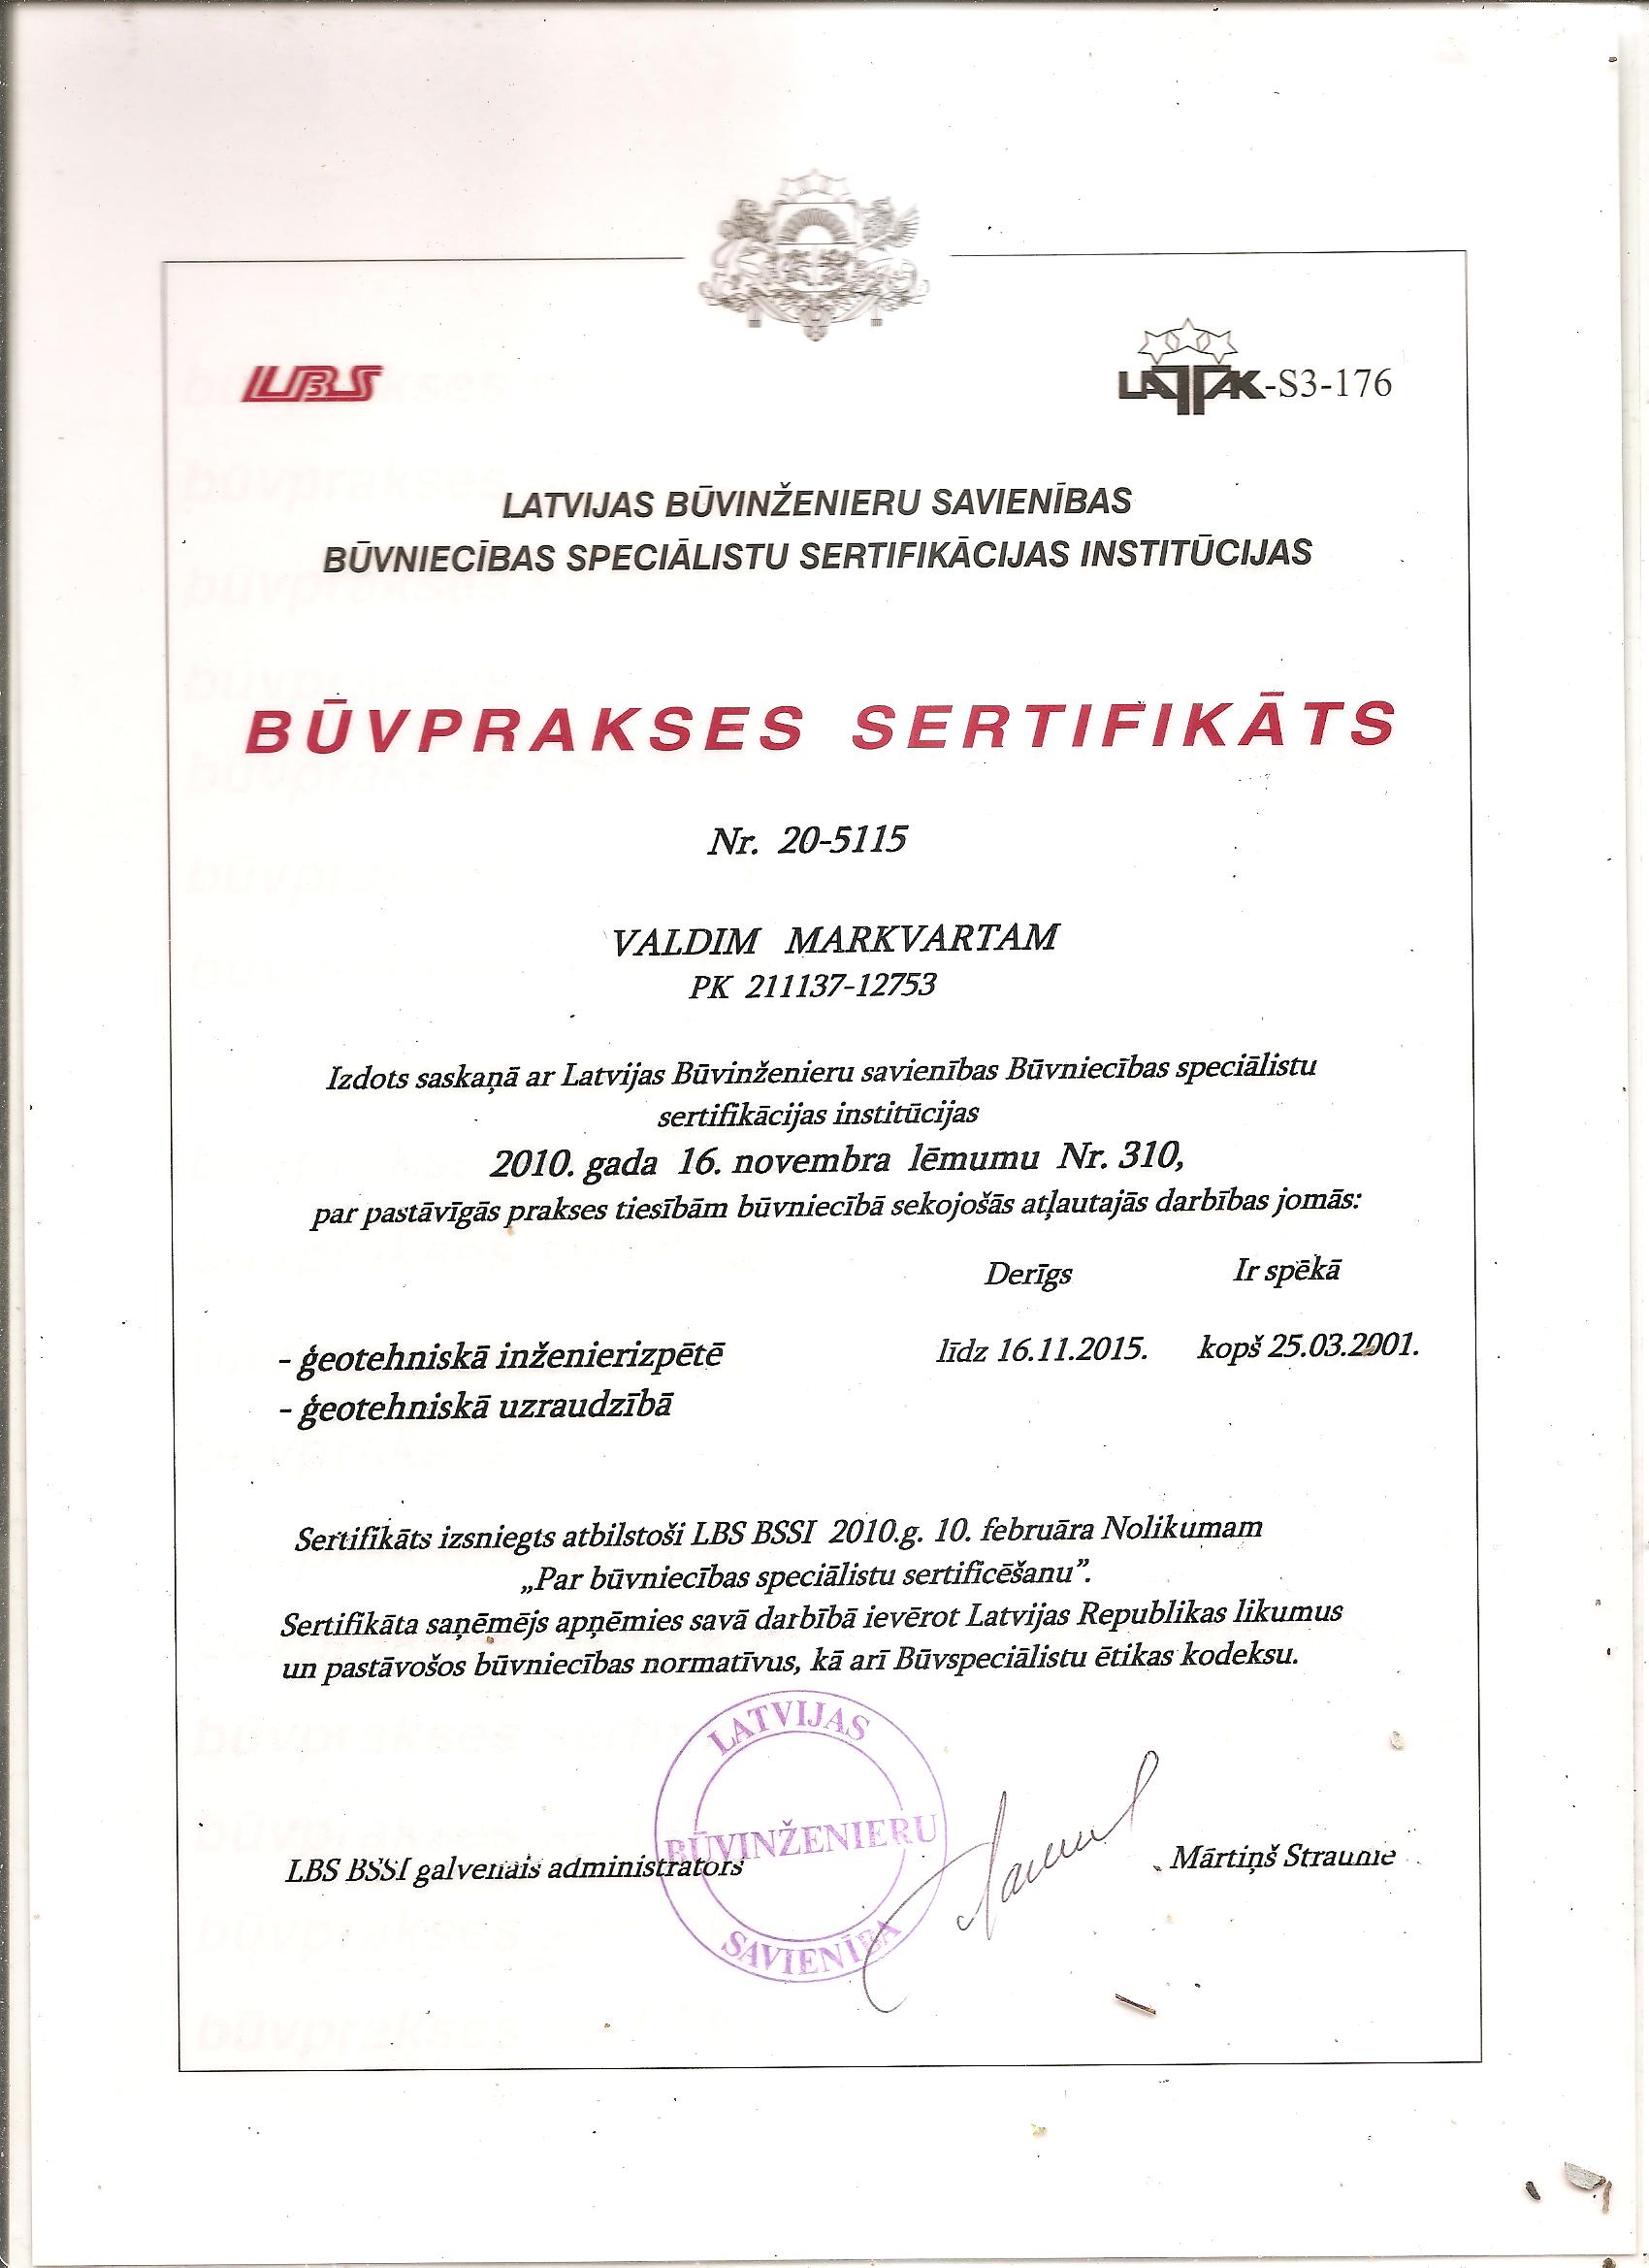 LBS
LATAK-S3-176
LATVIJAS BŪVINŽENIERU SAVIENĪBAS
BŪVNIECĪBAS SPECIĀLISTU SERTIFIKĀCIJAS INSTITŪCIJAS
BŪVPRAKSES SERTIFIKĀTS
Nr. 20-5115
VALDIM MARKVARTAM
PK 211137-12753
Izdots saskaņā ar Latvijas Būvinženieru savienības Būvniecības speciālistu
sertifikācijas institūcijas
2010. gada 16. novembra lēmumu Nr. 310,
par pastāvīgās prakses tiesībām būvniecībā sekojošās atļautajās darbības jomās:
Derīgs Ir spēkā
- ģeotehniskā inženierizpētē līdz 16.11.2015. kopš 25.03.2001.
- ģeotehniskā uzraudzībā
Sertifikāts izsniegts atbilstoši LBS BSSI 2010.g. 10. februāra Nolikumam
„Par būvniecības speciālistu sertificēšanu”.
Sertifikāta saņēmējs apņēmies savā darbībā ievērot Latvijas Republikas likumus
un pastāvošos būvniecības normatīvus, kā arī Būvspeciālistu ētikas kodeksu.
LATVIJAS
BŪVINŽENIERU
SAVIENĪBA
LBS BSSI galvenais administrators Mārtiņš Straume